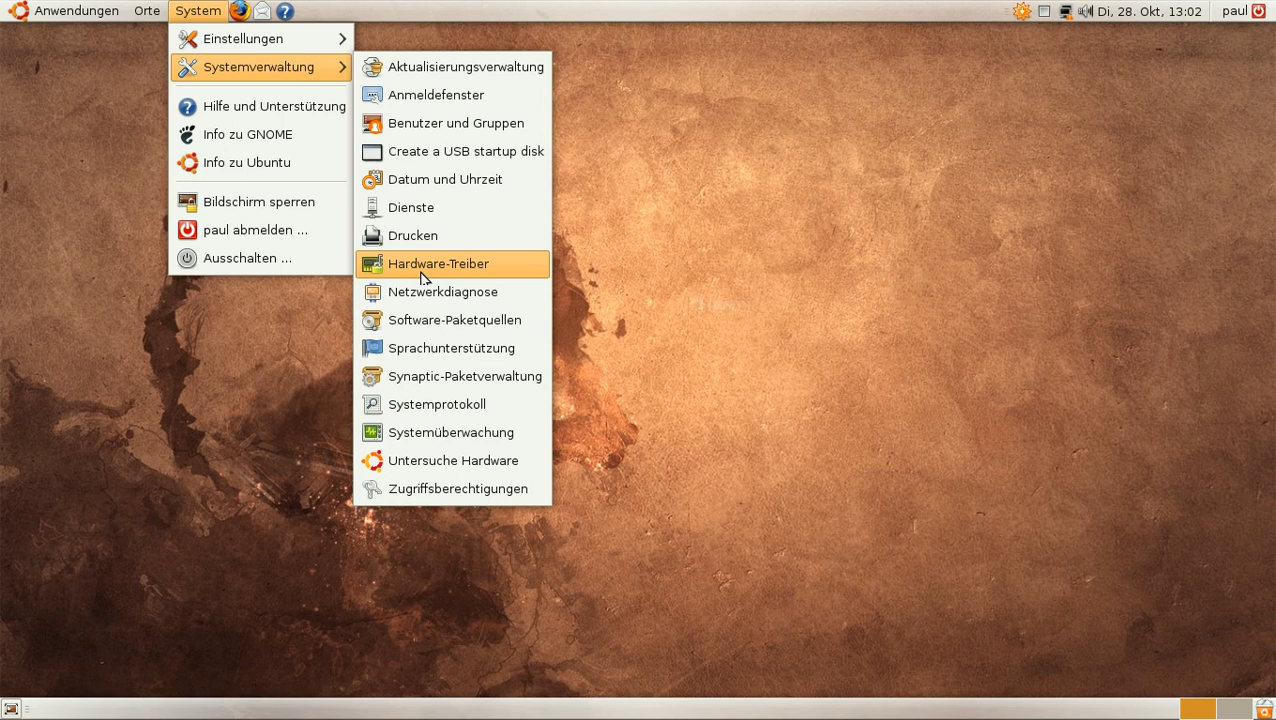 Anwendungen Orte System Di, 28. Okt, 13:02 paul
Einstellungen
Systemverwaltung
Hilfe und Unterstützung
Info zu GNOME
Info zu Ubuntu
Bildschirm sperren
paul abmelden ...
Ausschalten ...
Aktualisierungsverwaltung
Anmeldefenster
Benutzer und Gruppen
Create a USB startup disk
Datum und Uhrzeit
Dienste
Drucken
Hardware-Treiber
Netzwerkdiagnose
Software-Paketquellen
Sprachunterstützung
Synaptic-Paketverwaltung
Systemprotokoll
Systemüberwachung
Untersuche Hardware
Zugriffsberechtigungen